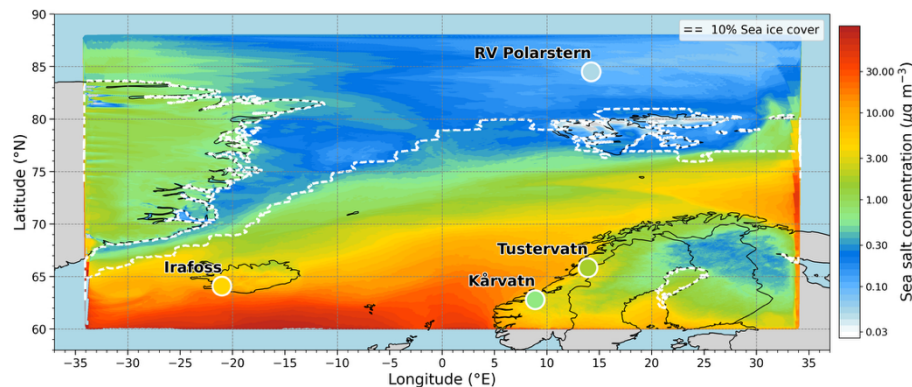 90
85
80
75
70
65
60
Latitude (°N)
−35 −30 −25 −20 −15 −10 −5 0 5 10 15 20 25 30 35
Longitude (°E)
10% Sea ice cover
RV Polarstern
Tustervatn
Irafoss
Kårvatn
30.00
10.00
3.00
1.00
0.30
0.10
0.03
Sea salt concentration (μg m⁻³)